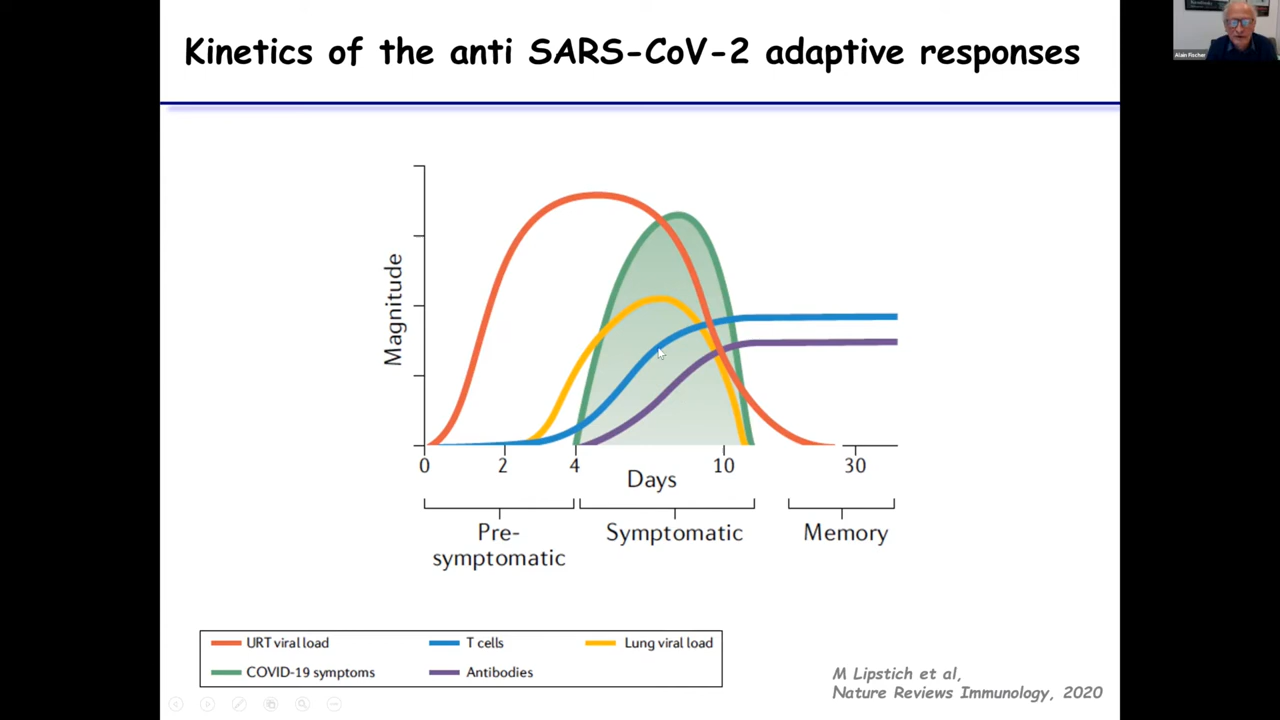 Kinetics of the anti SARS-CoV-2 adaptive responses
Alain Fischer
Magnitude
0 2 4 10 30
Days
Pre-
symptomatic
Symptomatic
Memory
URT viral load
T cells
Lung viral load
COVID-19 symptoms
Antibodies
M Lipstich et al,
Nature Reviews Immunology, 2020